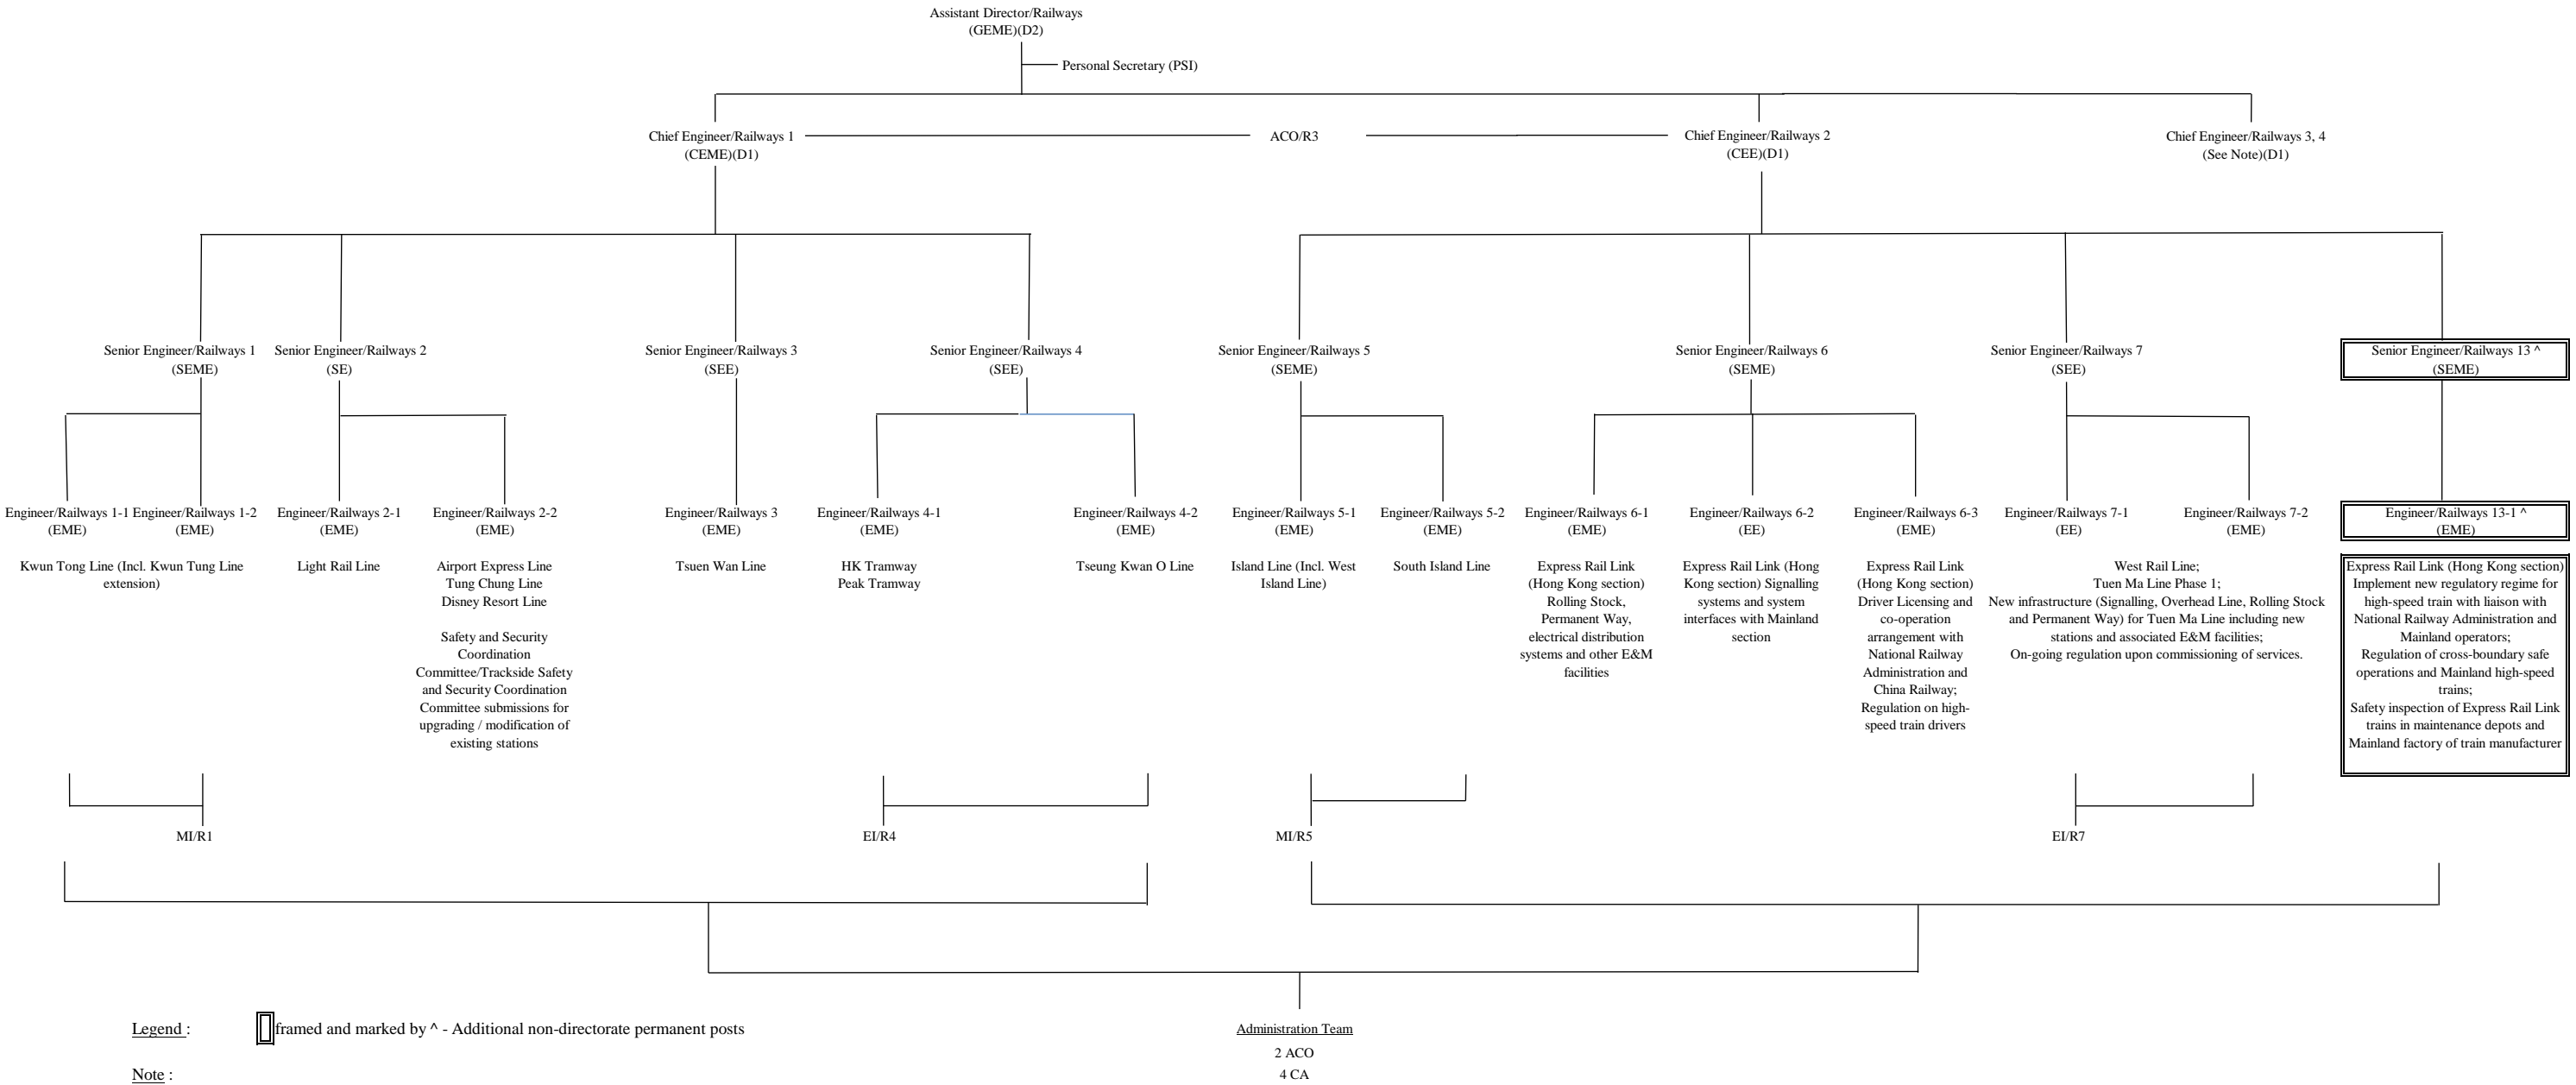 Assistant Director/Railways
(GEME)(D2)
Personal Secretary (PSI)
Chief Engineer/Railways 1
(CEME)(D1)
ACO/R3
Chief Engineer/Railways 2
(CEE)(D1)
Chief Engineer/Railways 3, 4
(See Note)(D1)
Senior Engineer/Railways 1
(SEME)
Senior Engineer/Railways 2
(SE)
Senior Engineer/Railways 3
(SEE)
Senior Engineer/Railways 4
(SEE)
Senior Engineer/Railways 5
(SEME)
Senior Engineer/Railways 6
(SEME)
Senior Engineer/Railways 7
(SEE)
Senior Engineer/Railways 13 ^
(SEME)
Engineer/Railways 1-1
(EME)
Engineer/Railways 1-2
(EME)
Kwun Tong Line (Incl. Kwun Tung Line
extension)
Engineer/Railways 2-1
(EME)
Light Rail Line
Engineer/Railways 2-2
(EME)
Airport Express Line
Tung Chung Line
Disney Resort Line
Safety and Security
Coordination
Committee/Trackside Safety
and Security Coordination
Committee submissions for
upgrading / modification of
existing stations
Engineer/Railways 3
(EME)
Tsuen Wan Line
Engineer/Railways 4-1
(EME)
HK Tramway
Peak Tramway
Engineer/Railways 4-2
(EME)
Tseung Kwan O Line
Engineer/Railways 5-1
(EME)
Island Line (Incl. West
Island Line)
Engineer/Railways 5-2
(EME)
South Island Line
Engineer/Railways 6-1
(EME)
Express Rail Link
(Hong Kong section)
Rolling Stock,
Permanent Way,
electrical distribution
systems and other E&M
facilities
Engineer/Railways 6-2
(EE)
Express Rail Link (Hong
Kong section) Signalling
systems and system
interfaces with Mainland
section
Engineer/Railways 6-3
(EME)
Express Rail Link
(Hong Kong section)
Driver Licensing and
co-operation
arrangement with
National Railway
Administration and
China Railway;
Regulation on high-
speed train drivers
Engineer/Railways 7-1
(EE)
Engineer/Railways 7-2
(EME)
West Rail Line;
Tuen Ma Line Phase 1;
New infrastructure (Signalling, Overhead Line, Rolling Stock
and Permanent Way) for Tuen Ma Line including new
stations and associated E&M facilities;
On-going regulation upon commissioning of services.
Engineer/Railways 13-1 ^
(EME)
Express Rail Link (Hong Kong section)
Implement new regulatory regime for
high-speed train with liaison with
National Railway Administration and
Mainland operators;
Regulation of cross-boundary safe
operations and Mainland high-speed
trains;
Safety inspection of Express Rail Link
trains in maintenance depots and
Mainland factory of train manufacturer
MI/R1
EI/R4
MI/R5
EI/R7
Legend :
framed and marked by ^ - Additional non-directorate permanent posts
Administration Team
2 ACO
4 CA
Note :